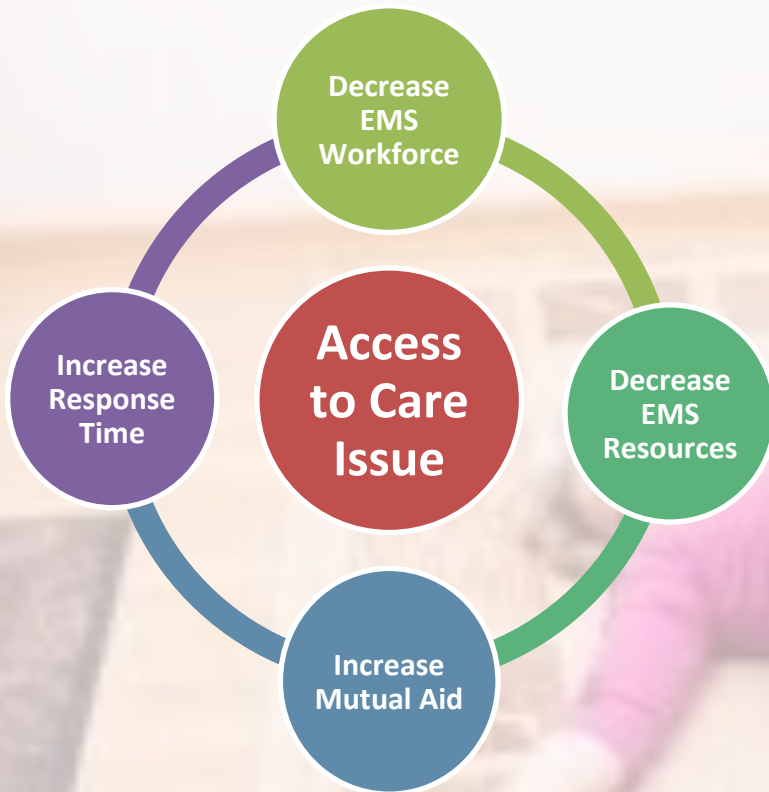 Decrease
EMS
Workforce
Increase
Response
Time
Access
to Care
Issue
Decrease
EMS
Resources
Increase
Mutual Aid